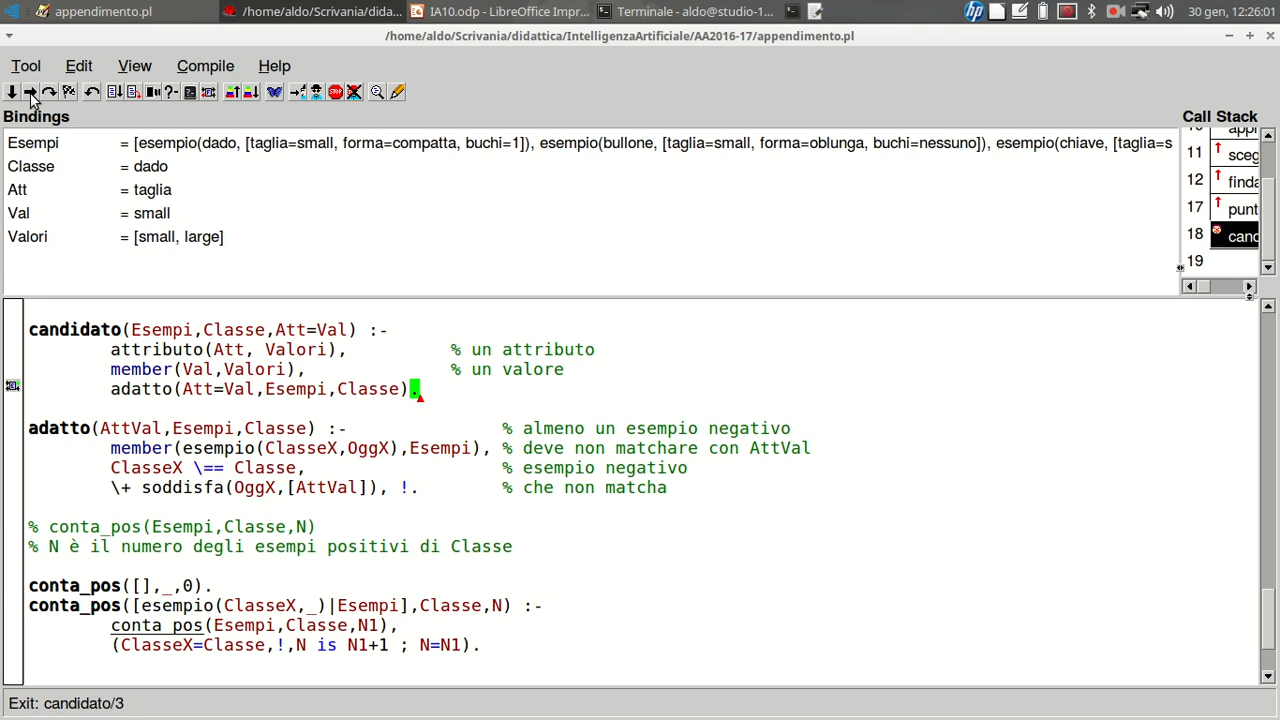 appendimento.pl
/home/aldo/Scrivania/dida...
IA10.odp - LibreOffice Impr...
Terminale - aldo@studio-1...
30 gen, 12:26:01
/home/aldo/Scrivania/didattica/IntelligenzaArtificiale/AA2016-17/appendimento.pl
Tool Edit View Compile Help
Bindings
Call Stack
Esempi = [esempio(dado, [taglia=small, forma=compatta, buchi=1]), esempio(bullone, [taglia=small, forma=oblunga, buchi=nessuno]), esempio(chiave, [taglia=s
Classe = dado
Att = taglia
Val = small
Valori = [small, large]
11 sceg
12 finda
17 punt
18 cand
19
candidato(Esempi,Classe,Att=Val) :-
attributo(Att, Valori), % un attributo
member(Val,Valori), % un valore
adatto(Att=Val,Esempi,Classe).
adatto(AttVal,Esempi,Classe) :- % almeno un esempio negativo
member(esempio(ClasseX,OggX),Esempi), % deve non matchare con AttVal
ClasseX \== Classe, % esempio negativo
\+ soddisfa(OggX,[AttVal]), !. % che non matcha
% conta_pos(Esempi,Classe,N)
% N è il numero degli esempi positivi di Classe
conta_pos([],_,0).
conta_pos([esempio(ClasseX,_)|Esempi],Classe,N) :-
conta_pos(Esempi,Classe,N1),
(ClasseX=Classe,!,N is N1+1 ; N=N1).
Exit: candidato/3